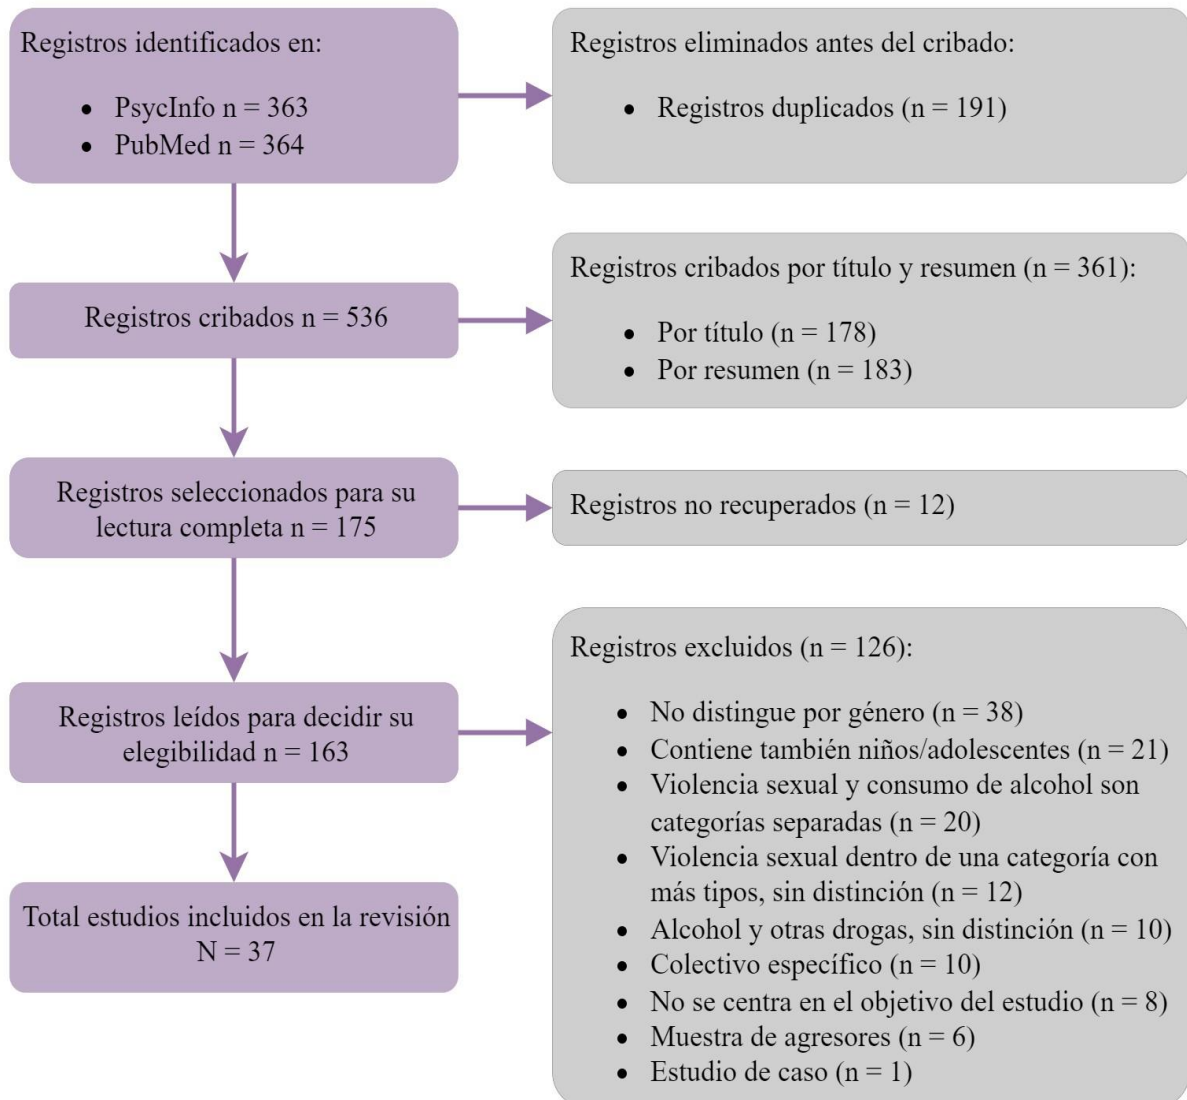 Registros identificados en:
• PsycInfo n = 363
• PubMed n = 364
Registros eliminados antes del cribado:
• Registros duplicados (n = 191)
Registros cribados n = 536
Registros cribados por título y resumen (n = 361):
• Por título (n = 178)
• Por resumen (n = 183)
Registros seleccionados para su
lectura completa n = 175
Registros no recuperados (n = 12)
Registros leídos para decidir su
elegibilidad n = 163
Registros excluidos (n = 126):
• No distingue por género (n = 38)
• Contiene también niños/adolescentes (n = 21)
• Violencia sexual y consumo de alcohol son
categorías separadas (n = 20)
• Violencia sexual dentro de una categoría con
más tipos, sin distinción (n = 12)
• Alcohol y otras drogas, sin distinción (n = 10)
• Colectivo específico (n = 10)
• No se centra en el objetivo del estudio (n = 8)
• Muestra de agresores (n = 6)
• Estudio de caso (n = 1)
Total estudios incluidos en la revisión
N = 37